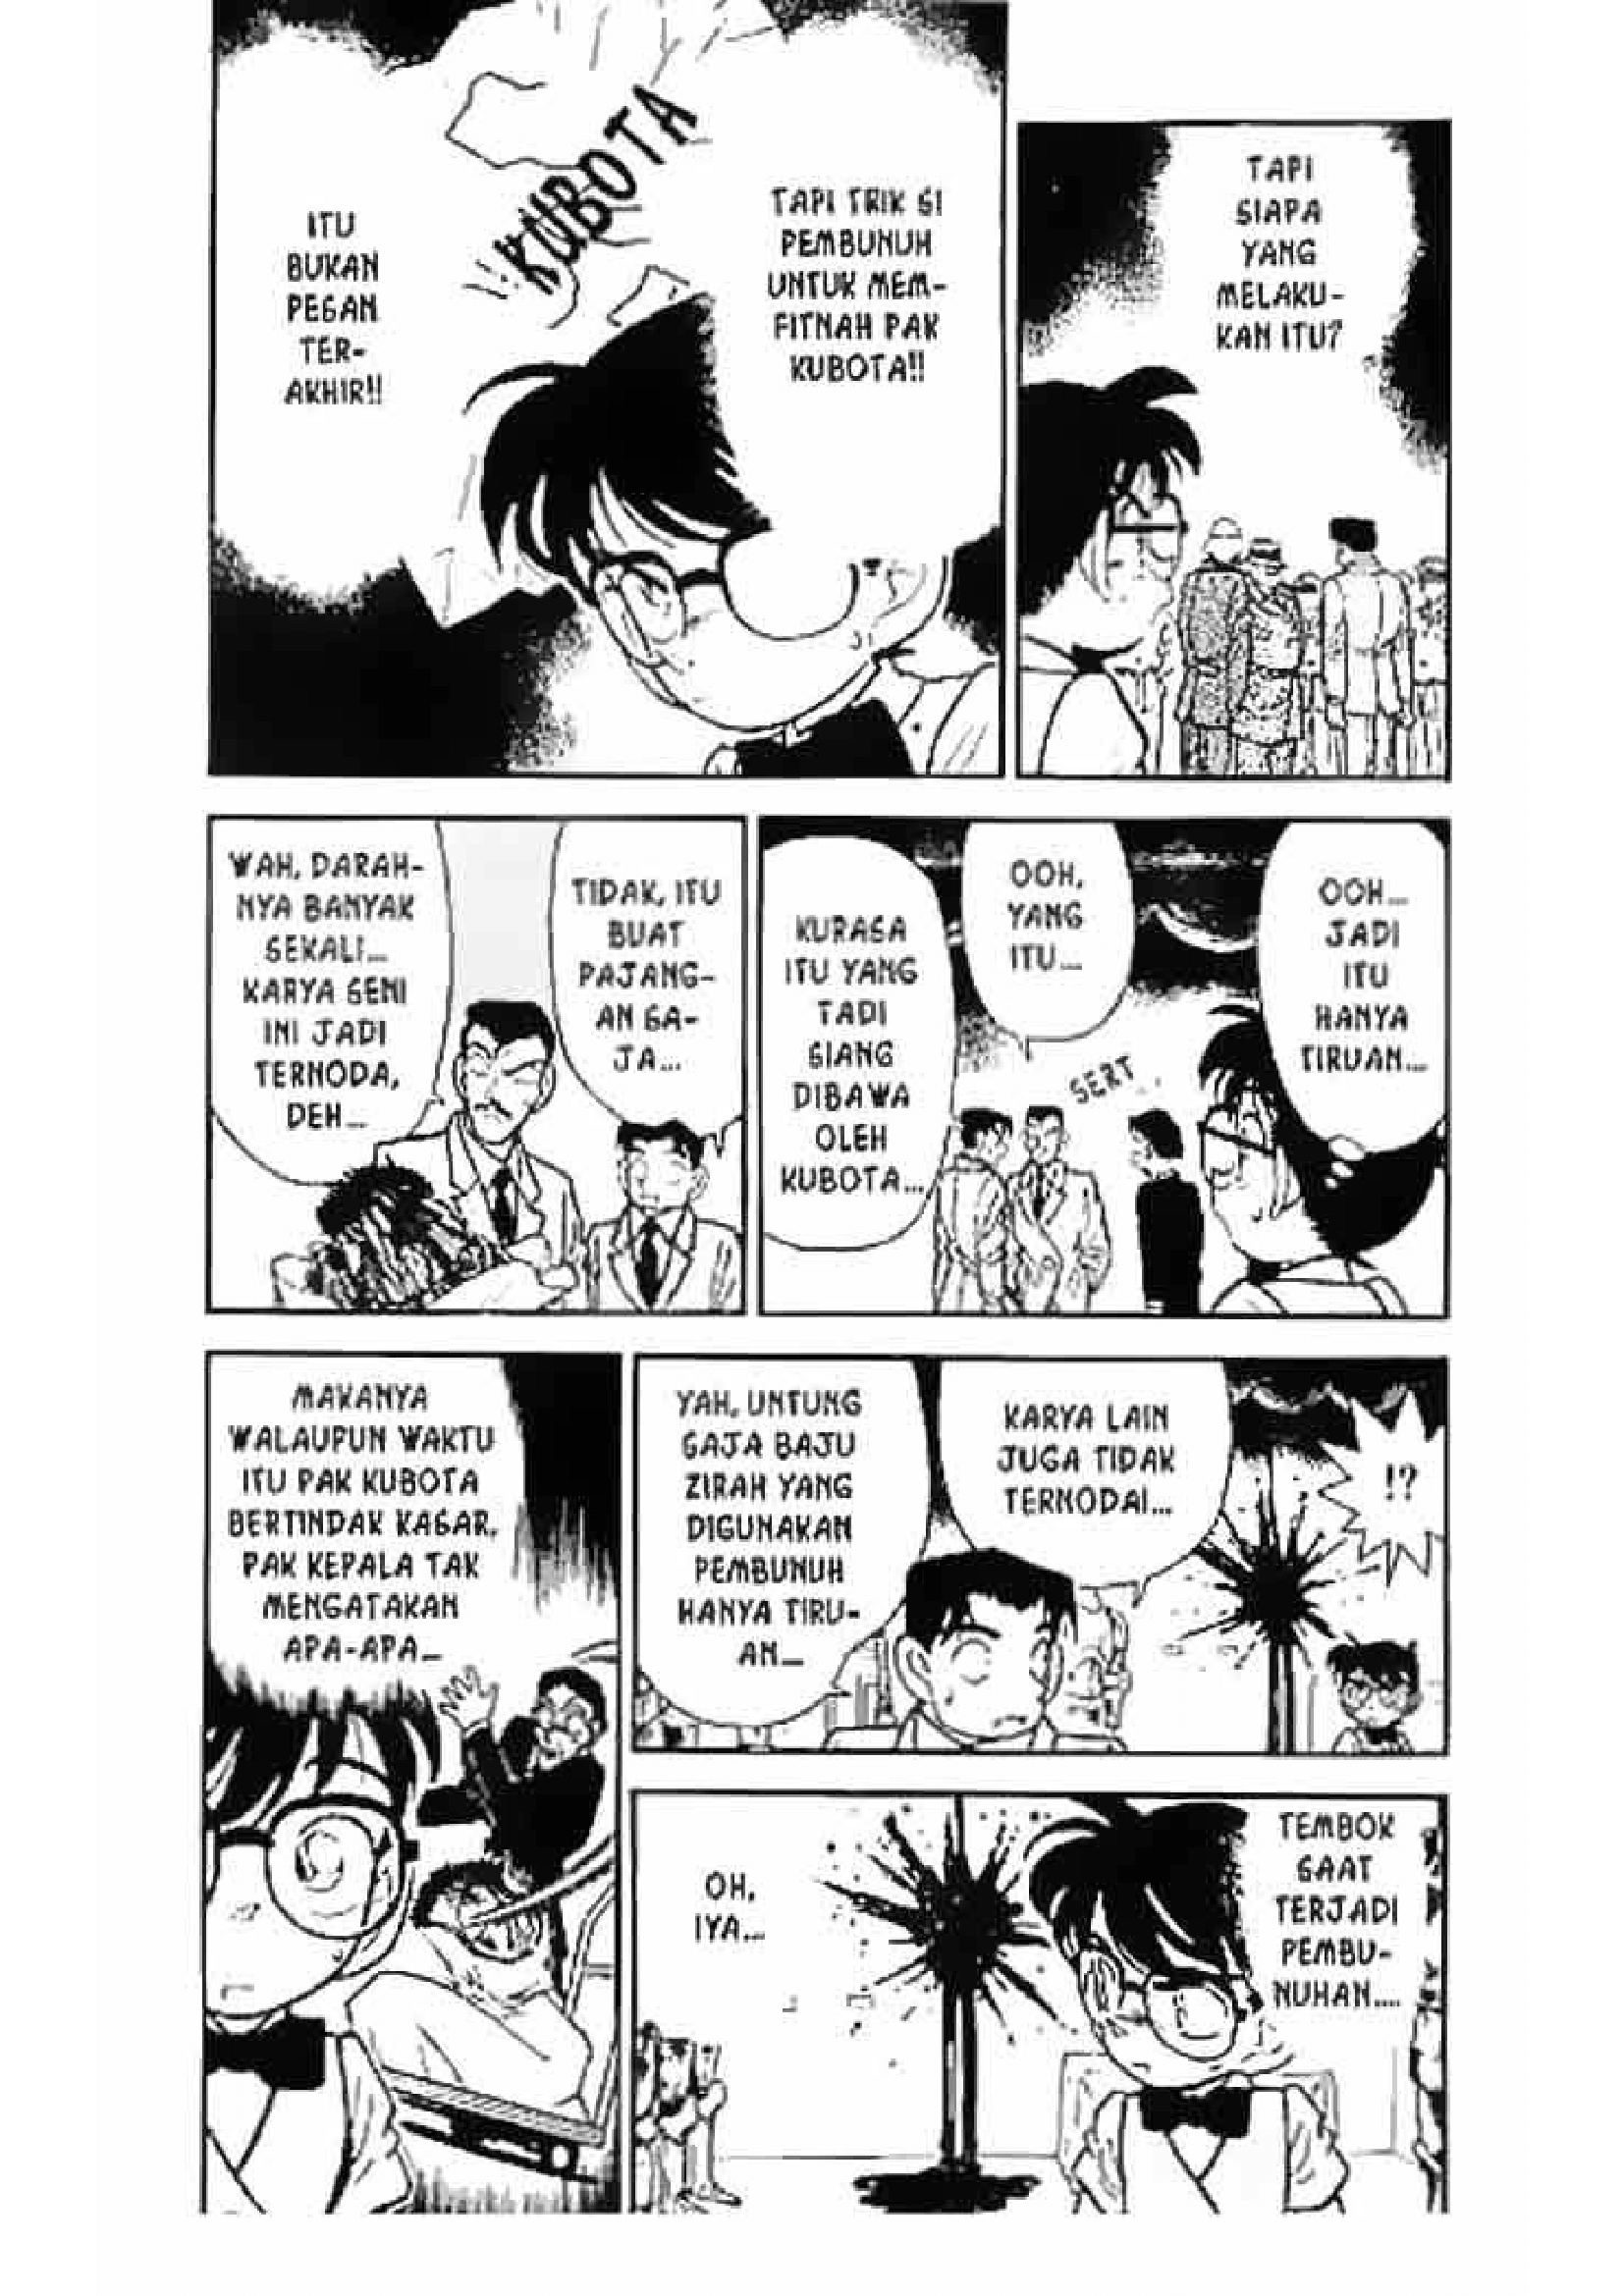 ITU
BUKAN
PESAN
TER-
AKHIR!!
KUBOTA
TAPI TRIK SI
PEMBUNUH
UNTUK MEM-
FITNAH PAK
KUBOTA!!
TAPI
SIAPA
YANG
MELAKU-
KAN ITU?
WAH, DARAH-
NYA BANYAK
SEKALI...
KARYA SENI
INI JADI
TERNODA,
DEH...
TIDAK, ITU
BUAT
PAJANG-
AN SA-
JA...
KURASA
ITU YANG
TADI
SIANG
DIBAWA
OLEH
KUBOTA...
OOH,
YANG
ITU...
SERT
OOH...
JADI
ITU
HANYA
TIRUAN...
MAKANYA
WALAUPUN WAKTU
ITU PAK KUBOTA
BERTINDAK KASAR,
PAK KEPALA TAK
MENGATAKAN
APA-APA...
YAH, UNTUNG
SAJA BAJU
ZIRAH YANG
DIGUNAKAN
PEMBUNUH
HANYA TIRU-
AN...
KARYA LAIN
JUGA TIDAK
TERNODAI...
!?
OH,
IYA...
TEMBOK
SAAT
TERJADI
PEMBU-
NUHAN....